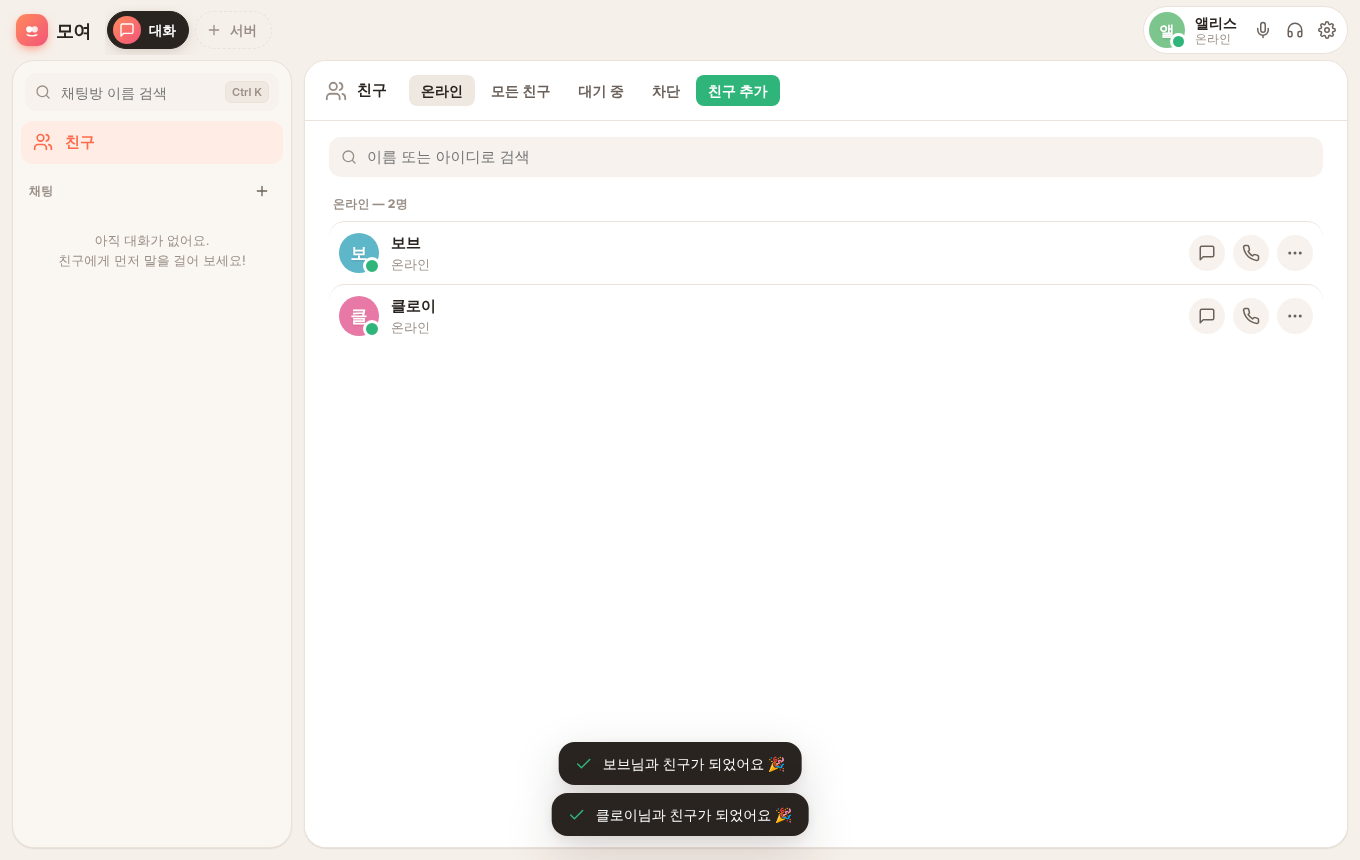 모여
대화
서버
앨
앨리스
온라인
채팅방 이름 검색
Ctrl K
친구
채팅
아직 대화가 없어요.
친구에게 먼저 말을 걸어 보세요!
친구
온라인
모든 친구
대기 중
차단
친구 추가
이름 또는 아이디로 검색
온라인 — 2명
보
보브
온라인
클
클로이
온라인
보브님과 친구가 되었어요 🎉
클로이님과 친구가 되었어요 🎉